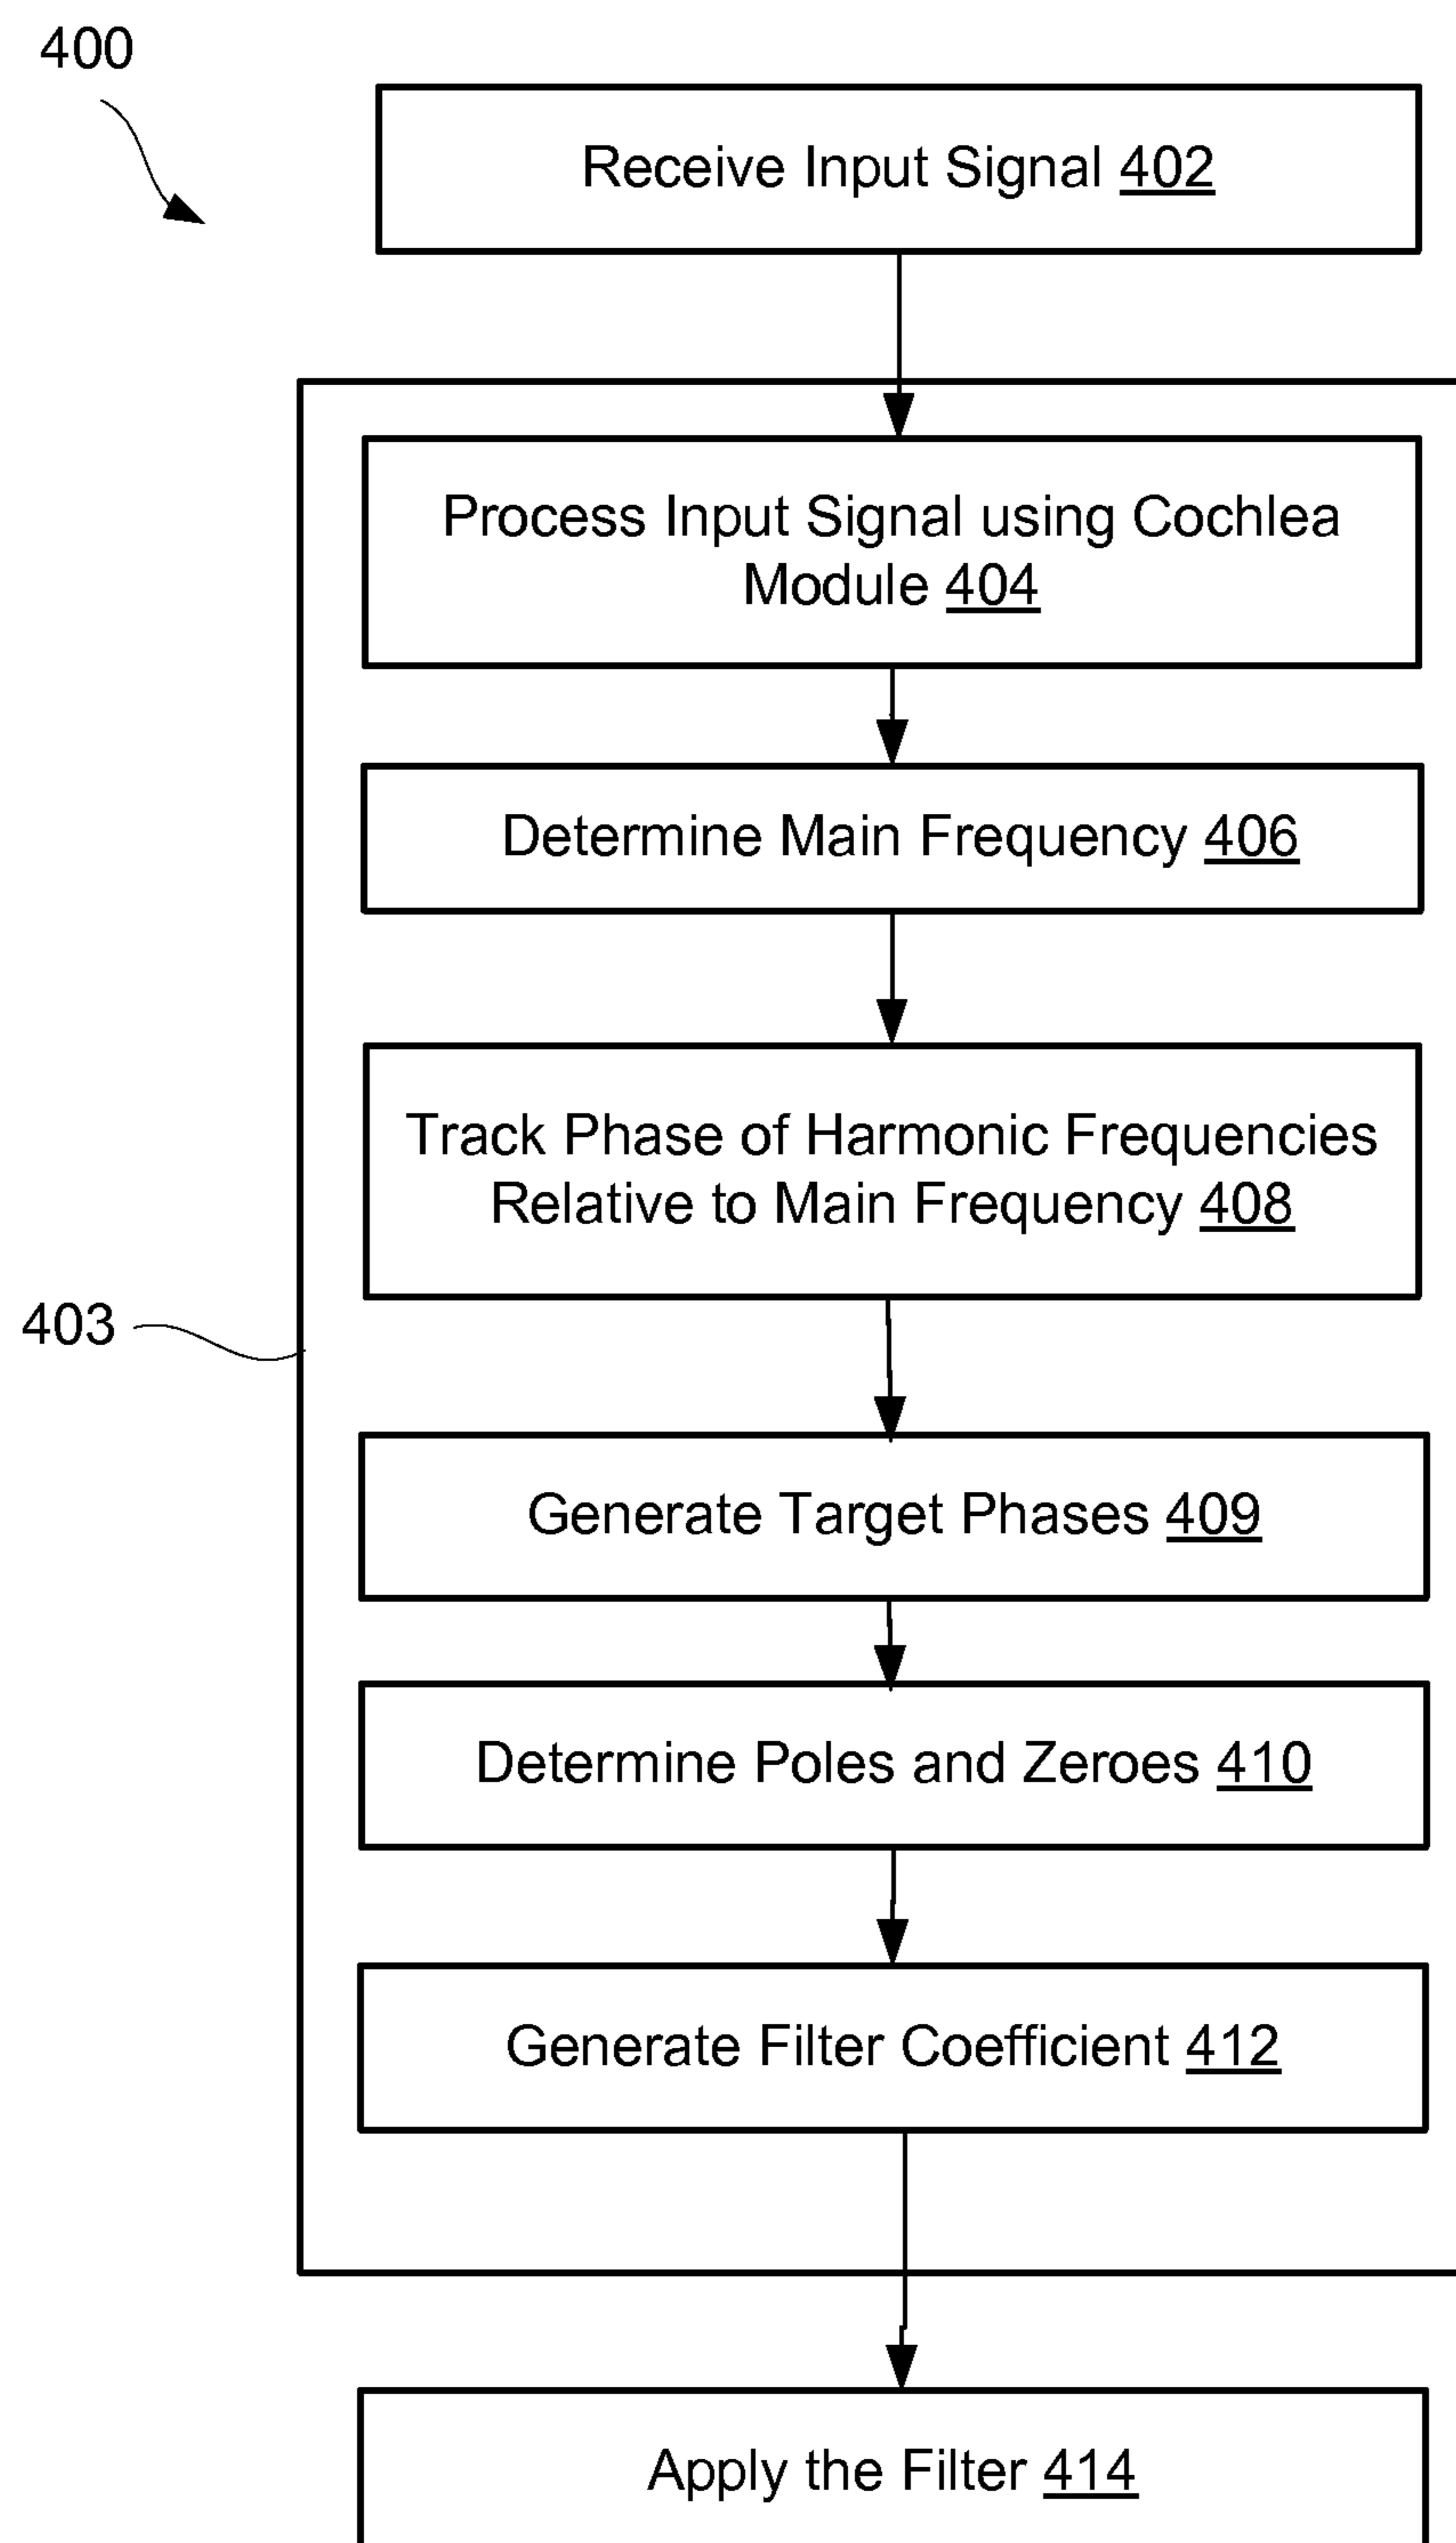 400
Receive Input Signal 402
Process Input Signal using Cochlea
Module 404
Determine Main Frequency 406
Track Phase of Harmonic Frequencies
Relative to Main Frequency 408
403
Generate Target Phases 409
Determine Poles and Zeroes 410
Generate Filter Coefficient 412
Apply the Filter 414